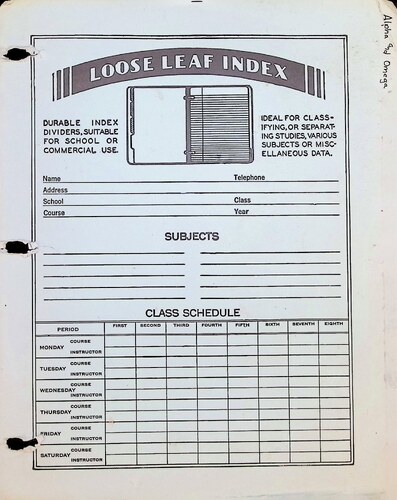 Alpha and Omega
LOOSE LEAF INDEX
DURABLE INDEX
DIVIDERS, SUITABLE
FOR SCHOOL OR
COMMERCIAL USE.
IDEAL FOR CLASS-
IFYING, OR SEPARAT-
ING STUDIES, VARIOUS
SUBJECTS OR MISC-
ELLANEOUS DATA.
Name Telephone
Address
School Class
Course Year
SUBJECTS
CLASS SCHEDULE
PERIOD FIRST SECOND THIRD FOURTH FIFTH SIXTH SEVENTH EIGHTH
MONDAY COURSE
INSTRUCTOR
TUESDAY COURSE
INSTRUCTOR
WEDNESDAY COURSE
INSTRUCTOR
THURSDAY COURSE
INSTRUCTOR
FRIDAY COURSE
INSTRUCTOR
SATURDAY COURSE
INSTRUCTOR